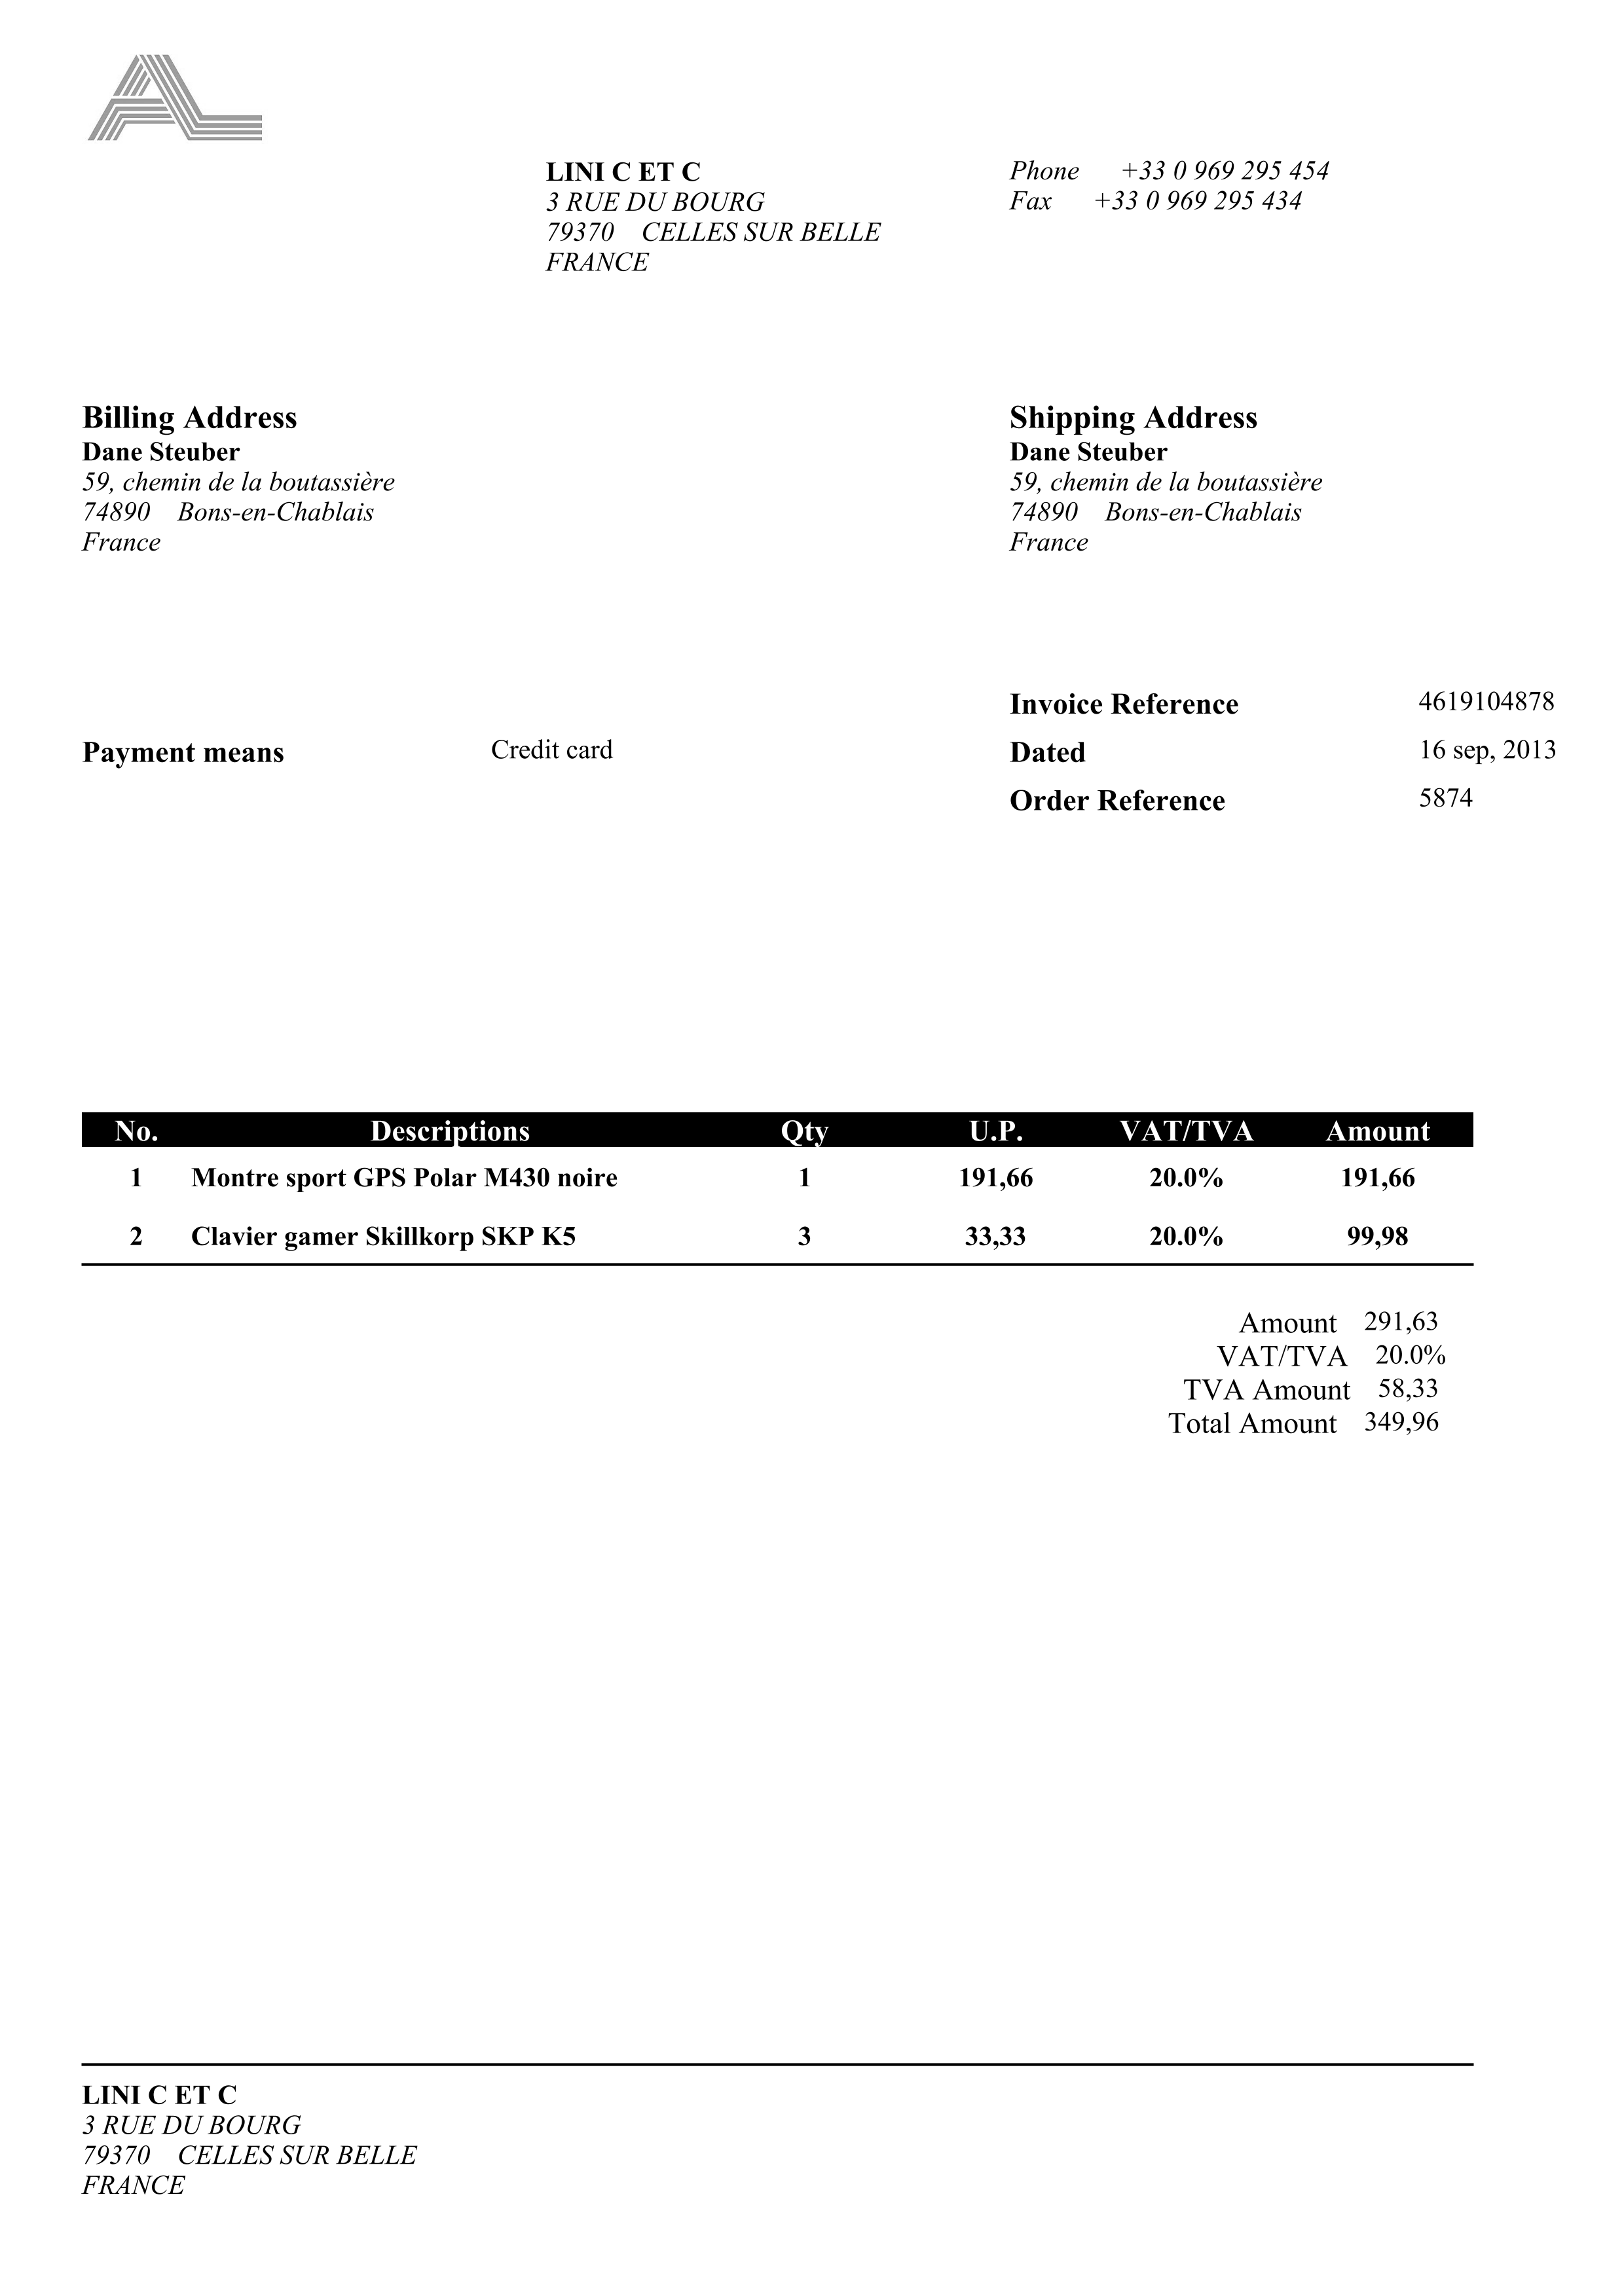 AL
LINI C ET C
3 RUE DU BOURG
79370 CELLES SUR BELLE
FRANCE
Phone +33 0 969 295 454
Fax +33 0 969 295 434
Billing Address
Dane Steuber
59, chemin de la boutassière
74890 Bons-en-Chablais
France
Shipping Address
Dane Steuber
59, chemin de la boutassière
74890 Bons-en-Chablais
France
Invoice Reference 4619104878
Payment means Credit card
Dated 16 sep, 2013
Order Reference 5874
No. Descriptions Qty U.P. VAT/TVA Amount
1 Montre sport GPS Polar M430 noire 1 191,66 20.0% 191,66
2 Clavier gamer Skillkorp SKP K5 3 33,33 20.0% 99,98
Amount 291,63
VAT/TVA 20.0%
TVA Amount 58,33
Total Amount 349,96
LINI C ET C
3 RUE DU BOURG
79370 CELLES SUR BELLE
FRANCE